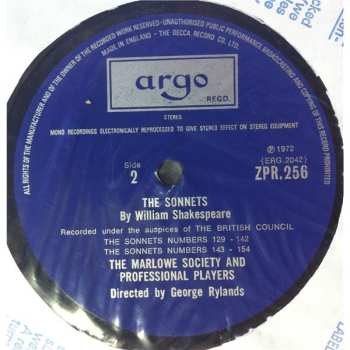 ALL RIGHTS OF THE MANUFACTURER AND OF THE OWNER OF THE RECORDED WORK RESERVED · UNAUTHORISED PUBLIC PERFORMANCE BROADCASTING AND COPYING OF THIS RECORD PROHIBITED
MADE IN ENGLAND · THE DECCA RECORD CO. LTD.
argo
REGD.
STEREO
MONO RECORDINGS ELECTRONICALLY REPROCESSED TO GIVE STEREO EFFECT ON STEREO EQUIPMENT
Side
2
℗ 1972
(ERG.2042)
ZPR.256
THE SONNETS
By William Shakespeare
Recorded under the auspices of THE BRITISH COUNCIL
THE SONNETS NUMBERS 129 - 142
THE SONNETS NUMBERS 143 - 154
THE MARLOWE SOCIETY AND
PROFESSIONAL PLAYERS
Directed by George Rylands